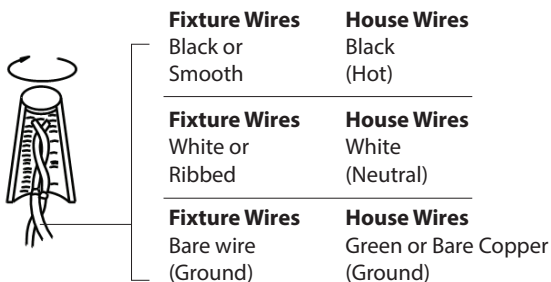 Fixture Wires House Wires
Black or Black
Smooth (Hot)
Fixture Wires House Wires
White or White
Ribbed (Neutral)
Fixture Wires House Wires
Bare wire Green or Bare Copper
(Ground) (Ground)